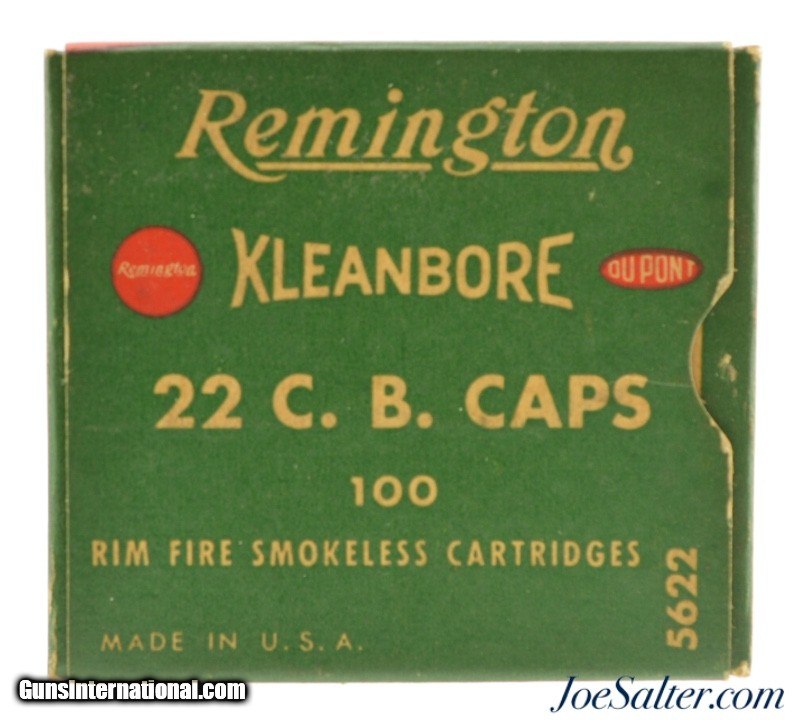 Remington
Remington KLEANBORE DU PONT
22 C. B. CAPS
100
RIM FIRE SMOKELESS CARTRIDGES
5622
MADE IN U.S.A.
GunsInternational.com
JoeSalter.com